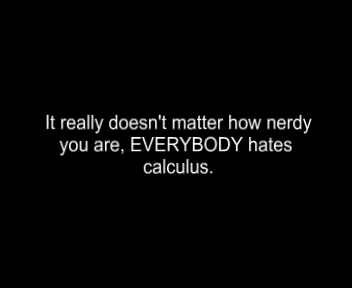 It really doesn't matter how nerdy
you are, EVERYBODY hates
calculus.